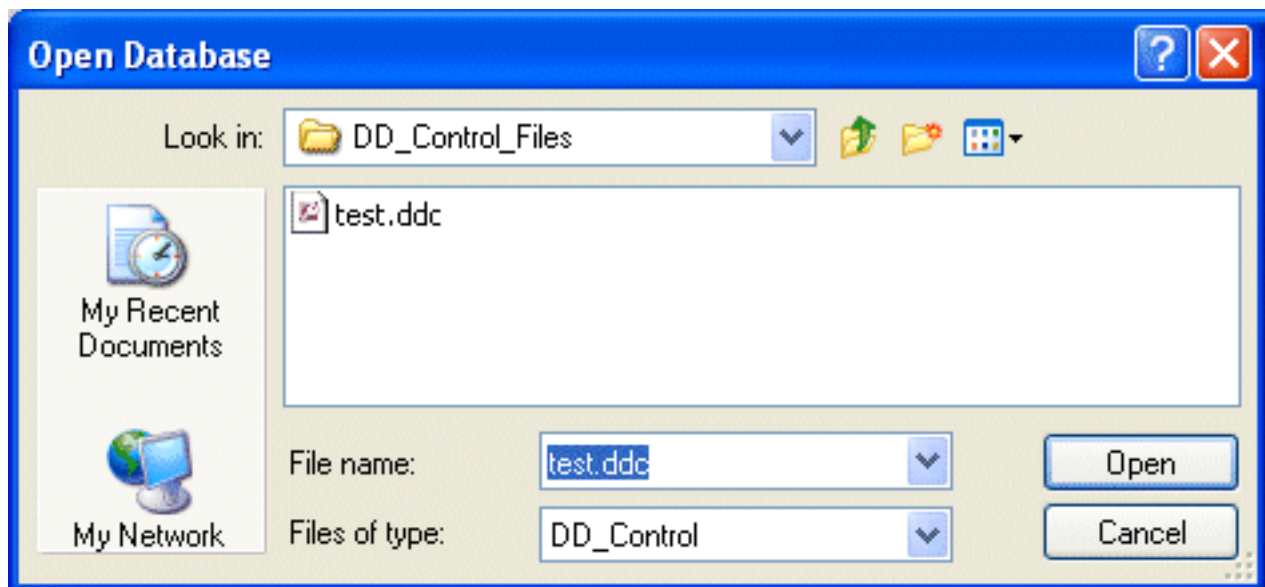 Open Database
Look in: DD_Control_Files
test.ddc
My Recent
Documents
My Network
File name: test.ddc
Open
Files of type: DD_Control
Cancel